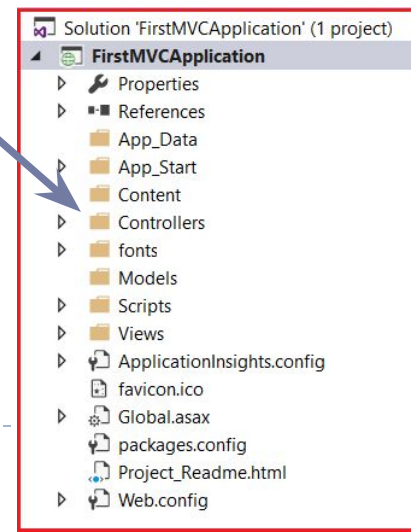 Solution 'FirstMVCApplication' (1 project)
FirstMVCApplication
Properties
References
App_Data
App_Start
Content
Controllers
fonts
Models
Scripts
Views
ApplicationInsights.config
favicon.ico
Global.asax
packages.config
Project_Readme.html
Web.config